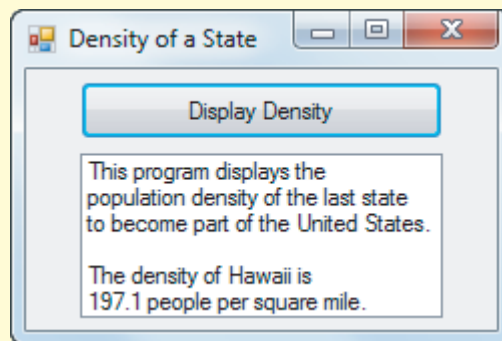 Density of a State
Display Density
This program displays the
population density of the last state
to become part of the United States.
The density of Hawaii is
197.1 people per square mile.